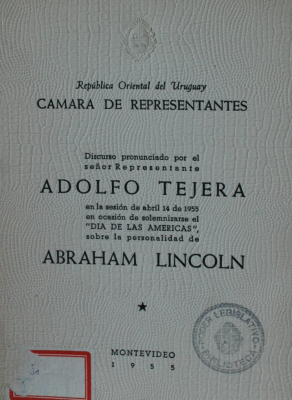 República Oriental del Uruguay
CAMARA DE REPRESENTANTES
Discurso pronunciado por el
señor Representante
ADOLFO TEJERA
en la sesión de abril 14 de 1955
en ocasión de solemnizarse el
"DIA DE LAS AMERICAS",
sobre la personalidad de
ABRAHAM LINCOLN
★
PODER LEGISLATIVO
BIBLIOTECA
MONTEVIDEO
1955